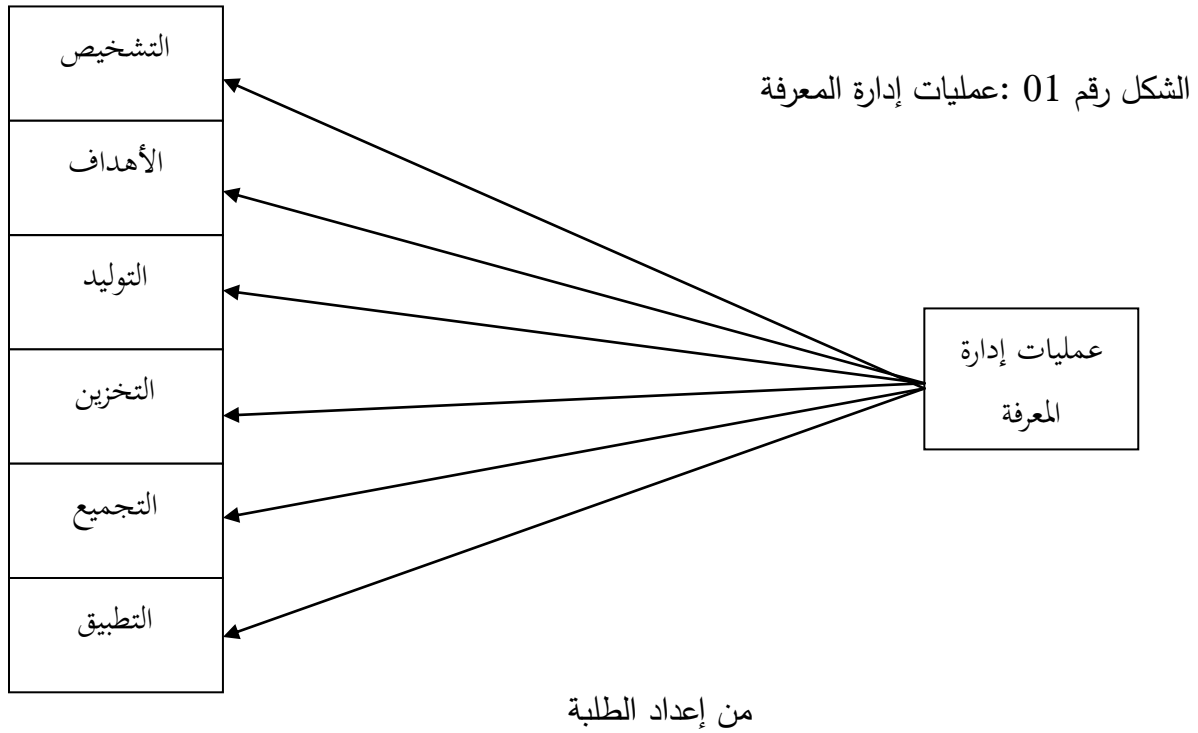 الشكل رقم 01 :عمليات إدارة المعرفة
عمليات إدارة
المعرفة
التشخيص
الأهداف
التوليد
التخزين
التجميع
التطبيق
من إعداد الطلبة